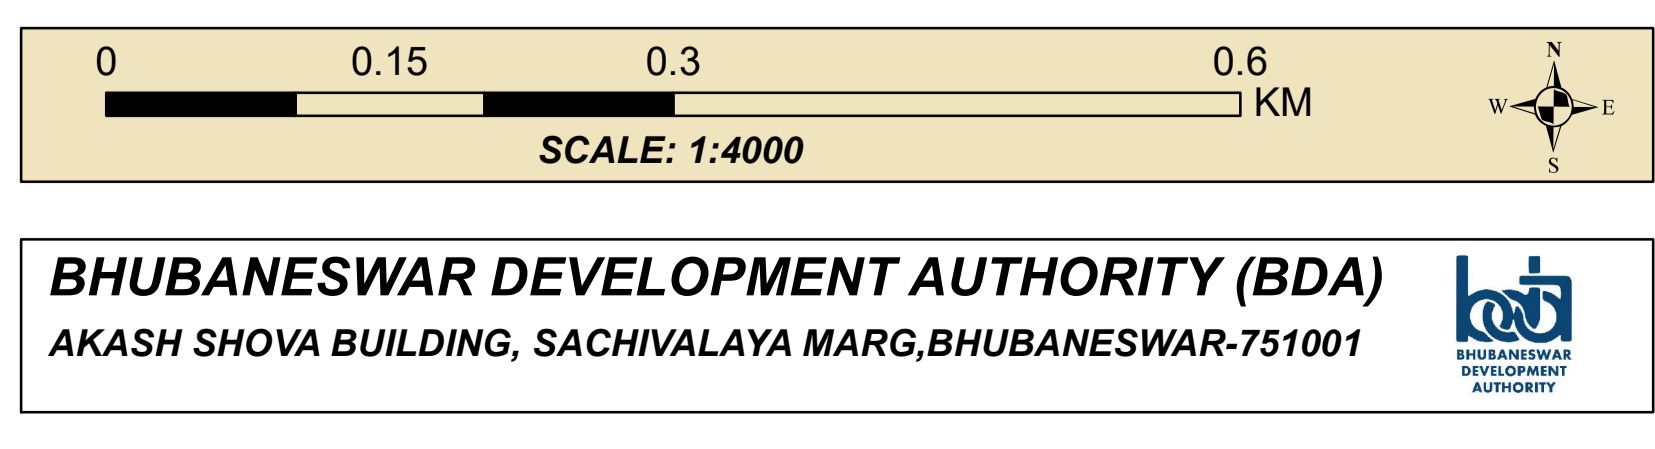 0 0.15 0.3 0.6
KM
SCALE: 1:4000
N
W E
S
BHUBANESWAR DEVELOPMENT AUTHORITY (BDA)
AKASH SHOVA BUILDING, SACHIVALAYA MARG,BHUBANESWAR-751001
bda
BHUBANESWAR
DEVELOPMENT
AUTHORITY